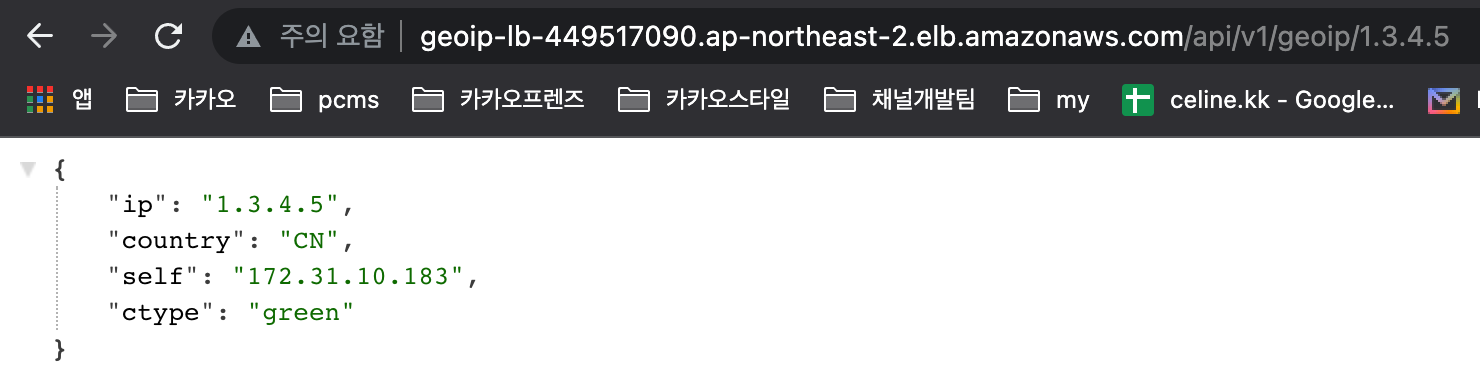 주의 요함 geoip-lb-449517090.ap-northeast-2.elb.amazonaws.com/api/v1/geoip/1.3.4.5
앱 카카오 pcms 카카오프렌즈 카카오스타일 채널개발팀 my celine.kk - Google...
{
"ip": "1.3.4.5",
"country": "CN",
"self": "172.31.10.183",
"ctype": "green"
}